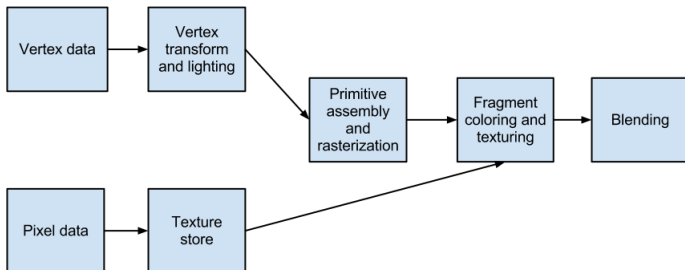 Vertex data
Vertex
transform
and lighting
Primitive
assembly
and
rasterization
Fragment
coloring and
texturing
Blending
Pixel data
Texture
store